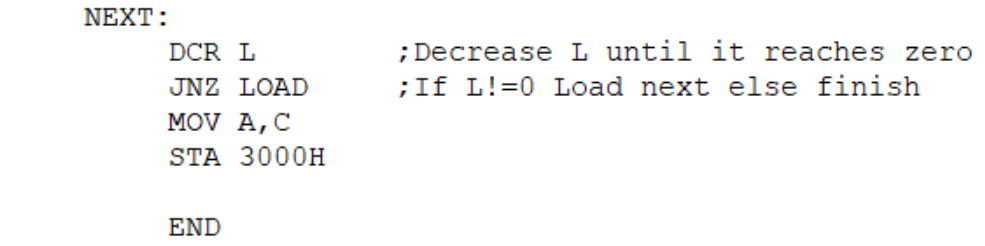 NEXT:
DCR L ;Decrease L until it reaches zero
JNZ LOAD ;If L!=0 Load next else finish
MOV A,C
STA 3000H
END